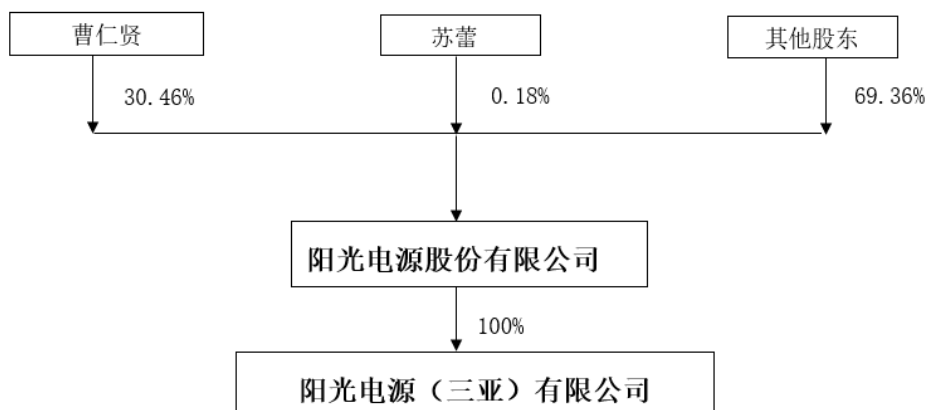 曹仁贤
苏蕾
其他股东
30.46%
0.18%
69.36%
阳光电源股份有限公司
100%
阳光电源（三亚）有限公司